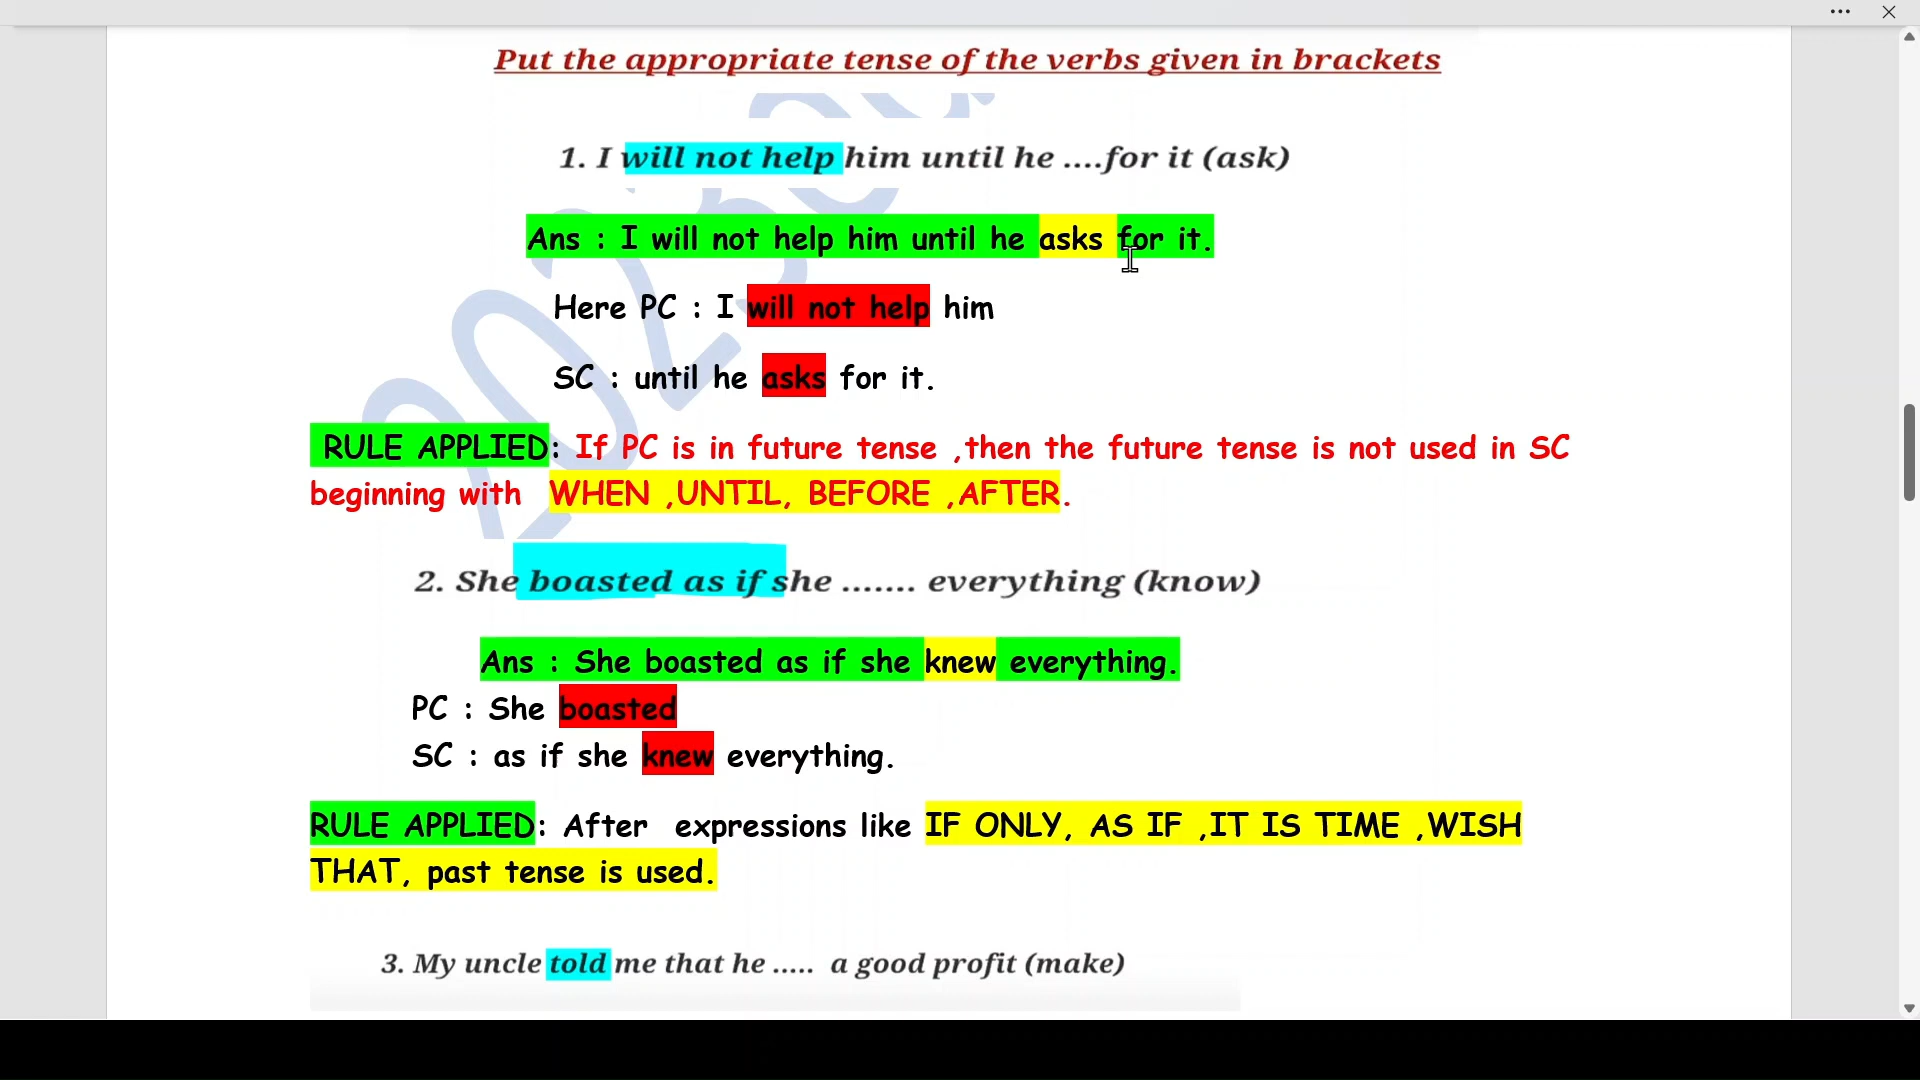 Put the appropriate tense of the verbs given in brackets
1. I will not help him until he ....for it (ask)
Ans : I will not help him until he asks for it.
Here PC : I will not help him
SC : until he asks for it.
RULE APPLIED: If PC is in future tense ,then the future tense is not used in SC
beginning with WHEN ,UNTIL, BEFORE ,AFTER.
2. She boasted as if she ....... everything (know)
Ans : She boasted as if she knew everything.
PC : She boasted
SC : as if she knew everything.
RULE APPLIED: After expressions like IF ONLY, AS IF ,IT IS TIME ,WISH
THAT, past tense is used.
3. My uncle told me that he ..... a good profit (make)